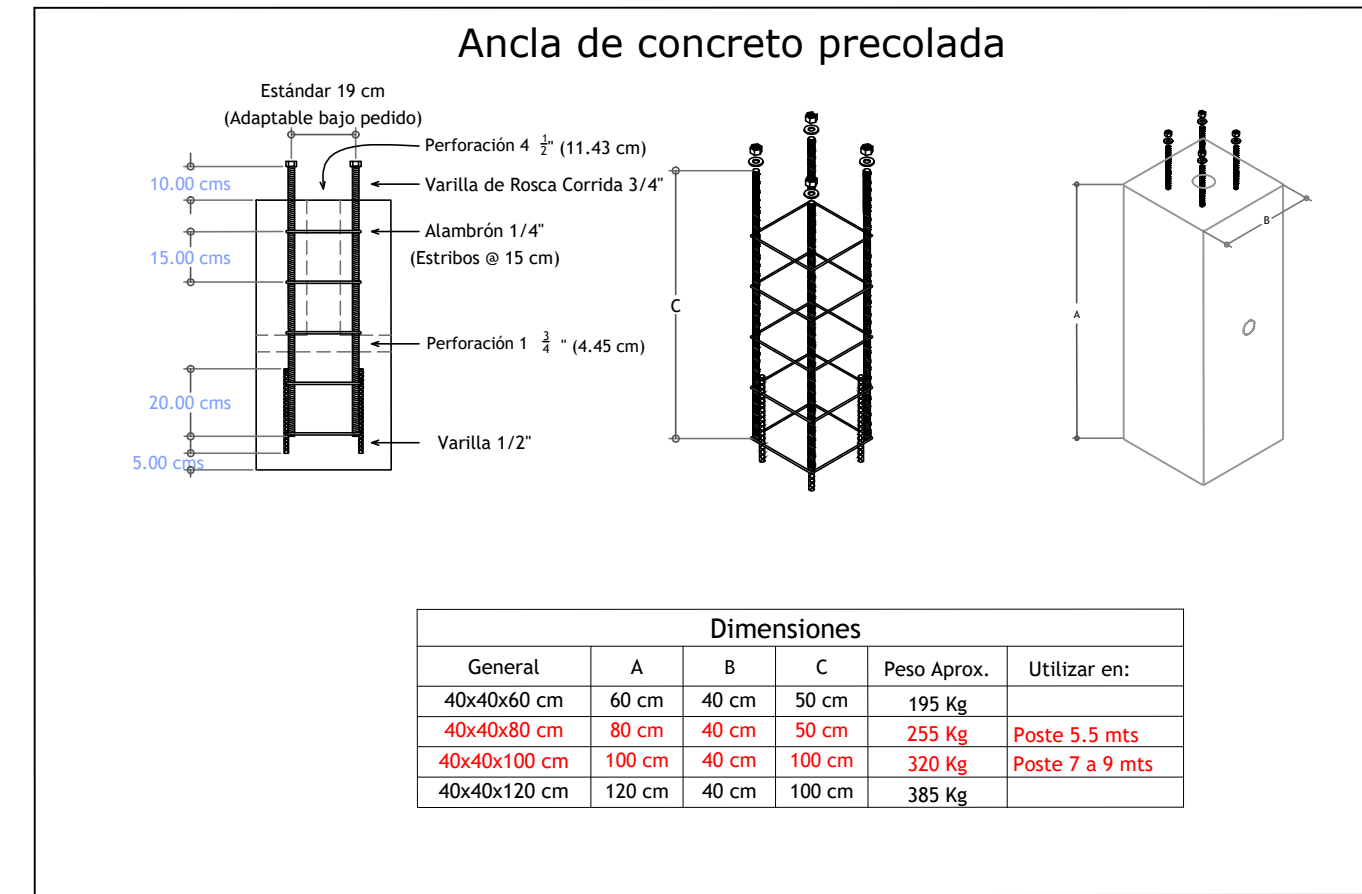 Ancla de concreto precolada
Estándar 19 cm
(Adaptable bajo pedido)
Perforación 4 1/2" (11.43 cm)
10.00 cms
Varilla de Rosca Corrida 3/4"
Alambrón 1/4"
15.00 cms
(Estribos @ 15 cm)
Perforación 1 3/4 " (4.45 cm)
20.00 cms
Varilla 1/2"
5.00 cms
C
A
B
Dimensiones
General A B C Peso Aprox. Utilizar en:
40x40x60 cm 60 cm 40 cm 50 cm 195 Kg
40x40x80 cm 80 cm 40 cm 50 cm 255 Kg Poste 5.5 mts
40x40x100 cm 100 cm 40 cm 100 cm 320 Kg Poste 7 a 9 mts
40x40x120 cm 120 cm 40 cm 100 cm 385 Kg